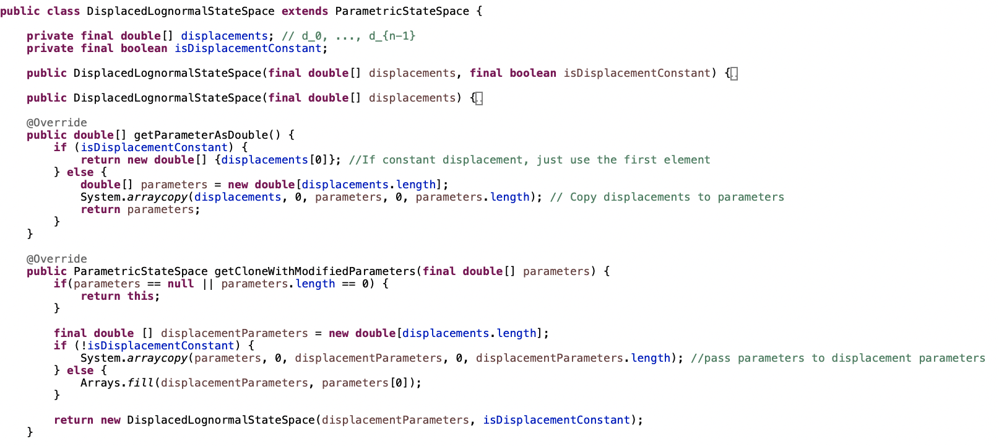 public class DisplacedLognormalStateSpace extends ParametricStateSpace {
private final double[] displacements; // d_0, ..., d_{n-1}
private final boolean isDisplacementConstant;
public DisplacedLognormalStateSpace(final double[] displacements, final boolean isDisplacementConstant) {..
public DisplacedLognormalStateSpace(final double[] displacements) {..
@Override
public double[] getParameterAsDouble() {
if (isDisplacementConstant) {
return new double[] {displacements[0]}; //If constant displacement, just use the first element
} else {
double[] parameters = new double[displacements.length];
System.arraycopy(displacements, 0, parameters, 0, parameters.length); // Copy displacements to parameters
return parameters;
}
}
@Override
public ParametricStateSpace getCloneWithModifiedParameters(final double[] parameters) {
if(parameters == null || parameters.length == 0) {
return this;
}
final double [] displacementParameters = new double[displacements.length];
if (!isDisplacementConstant) {
System.arraycopy(parameters, 0, displacementParameters, 0, displacementParameters.length); //pass parameters to displacement parameters
} else {
Arrays.fill(displacementParameters, parameters[0]);
}
return new DisplacedLognormalStateSpace(displacementParameters, isDisplacementConstant);
}